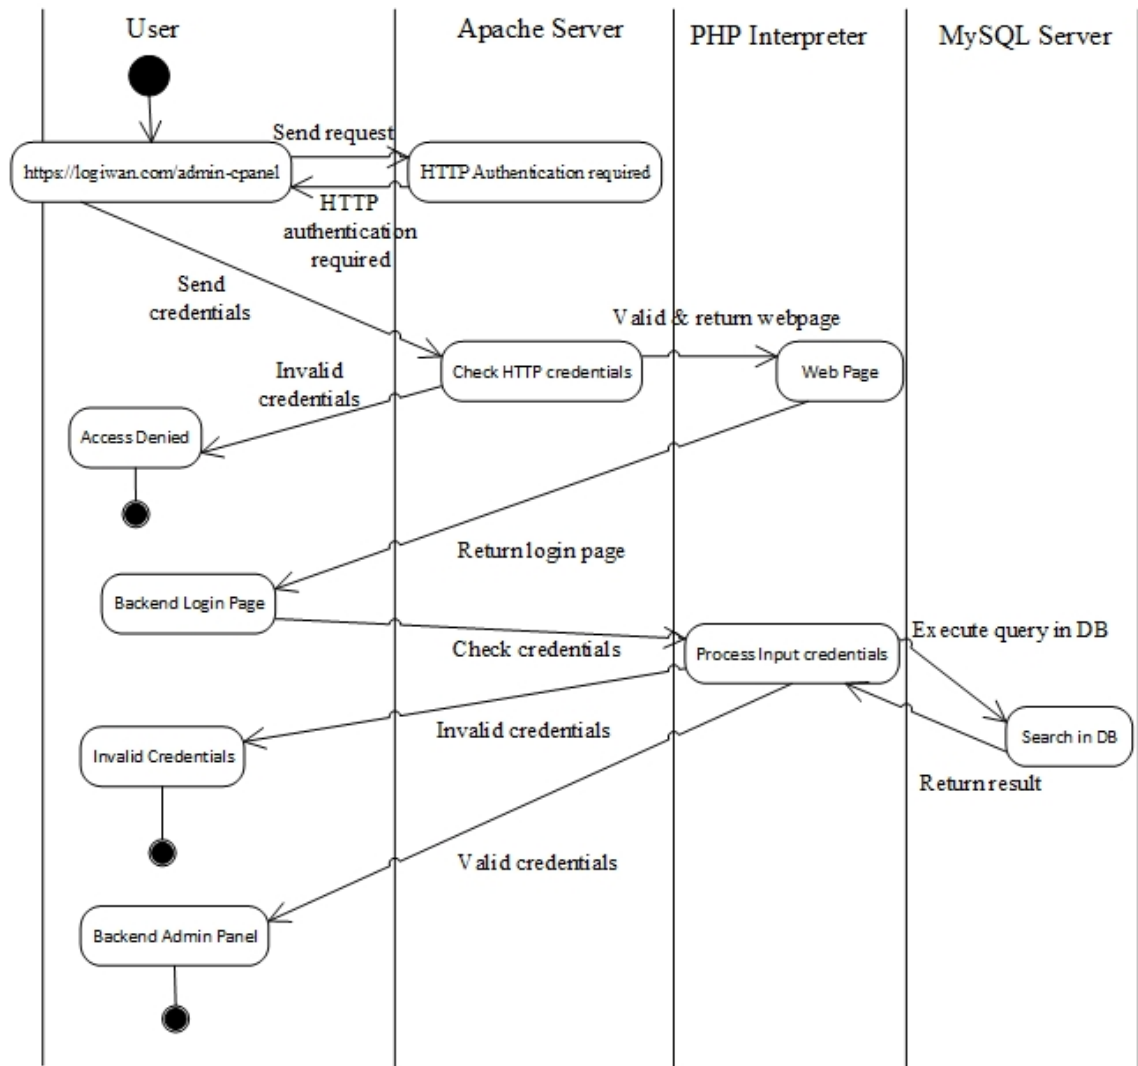 User
Apache Server
PHP Interpreter
MySQL Server
Send request
https://logiwan.com/admin-cpanel
HTTP Authentication required
HTTP
authentication
required
Send
credentials
Valid & return webpage
Check HTTP credentials
Web Page
Invalid
credentials
Access Denied
Return login page
Backend Login Page
Check credentials
Execute query in DB
Process Input credentials
Invalid credentials
Search in DB
Invalid Credentials
Return result
Valid credentials
Backend Admin Panel